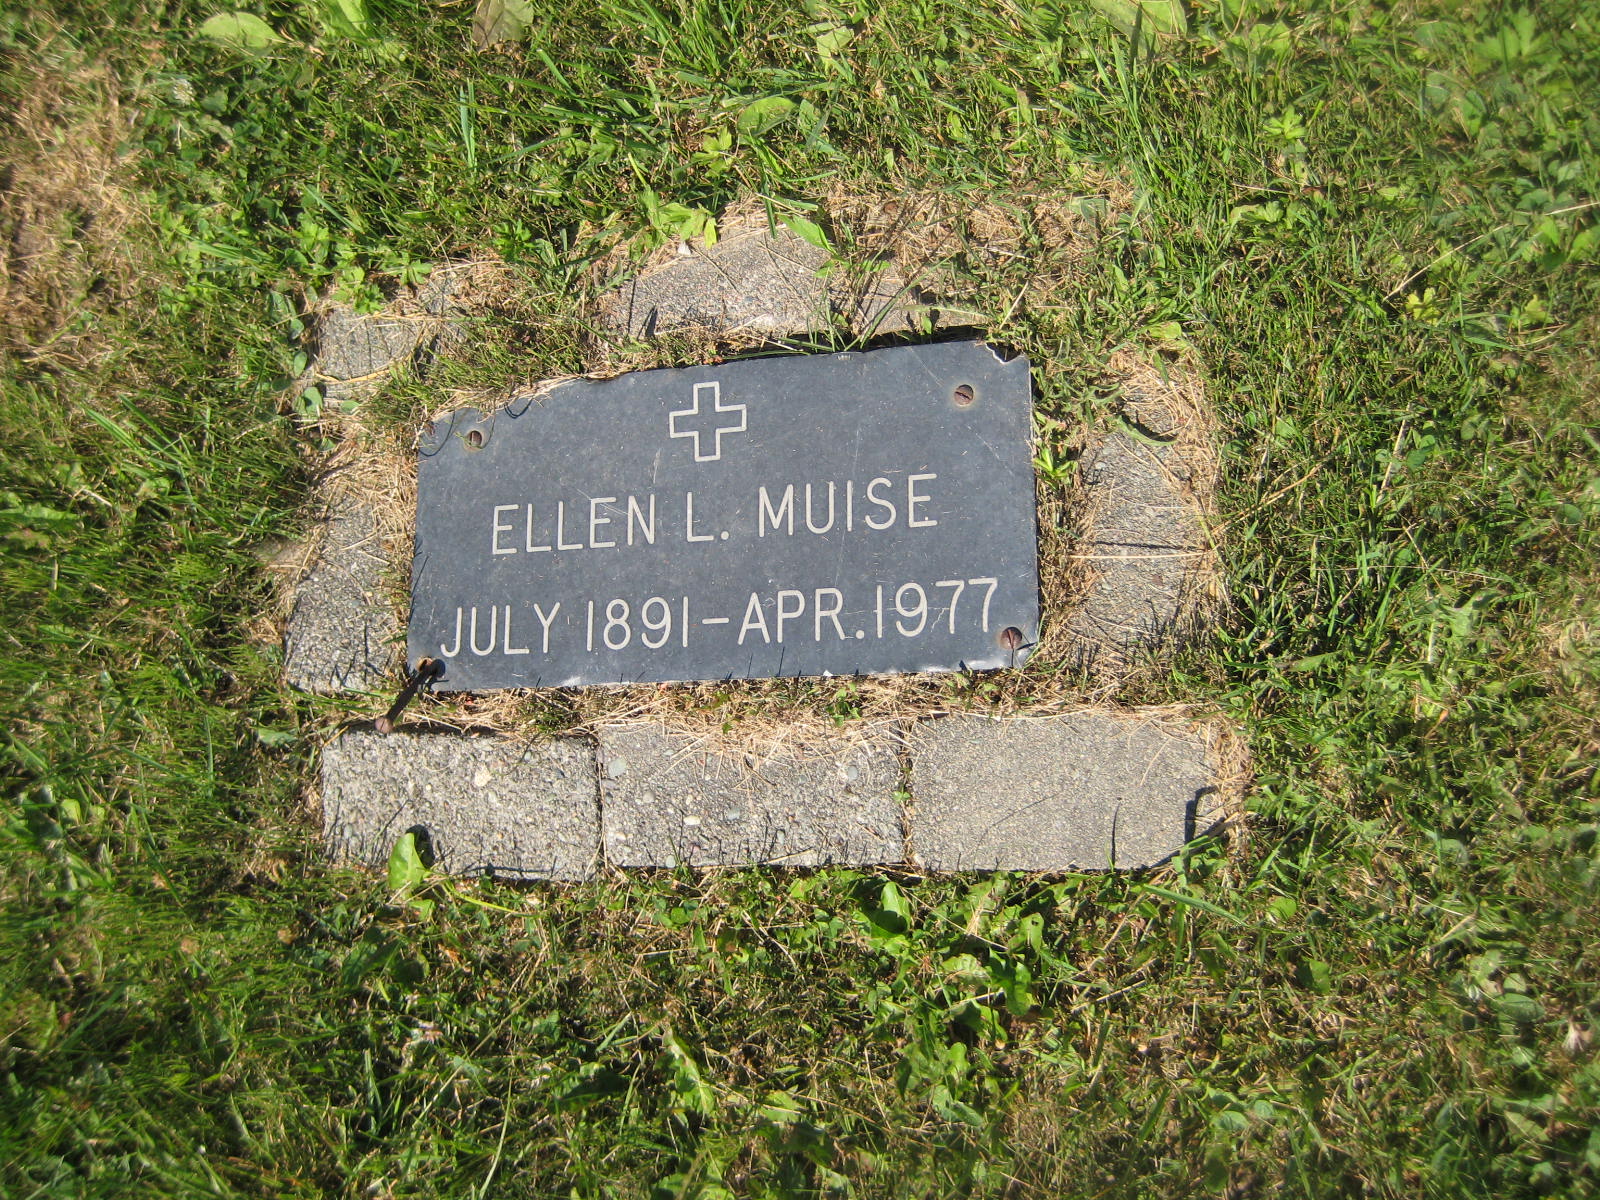 ELLEN L. MUISE
JULY 1891-APR. 1977